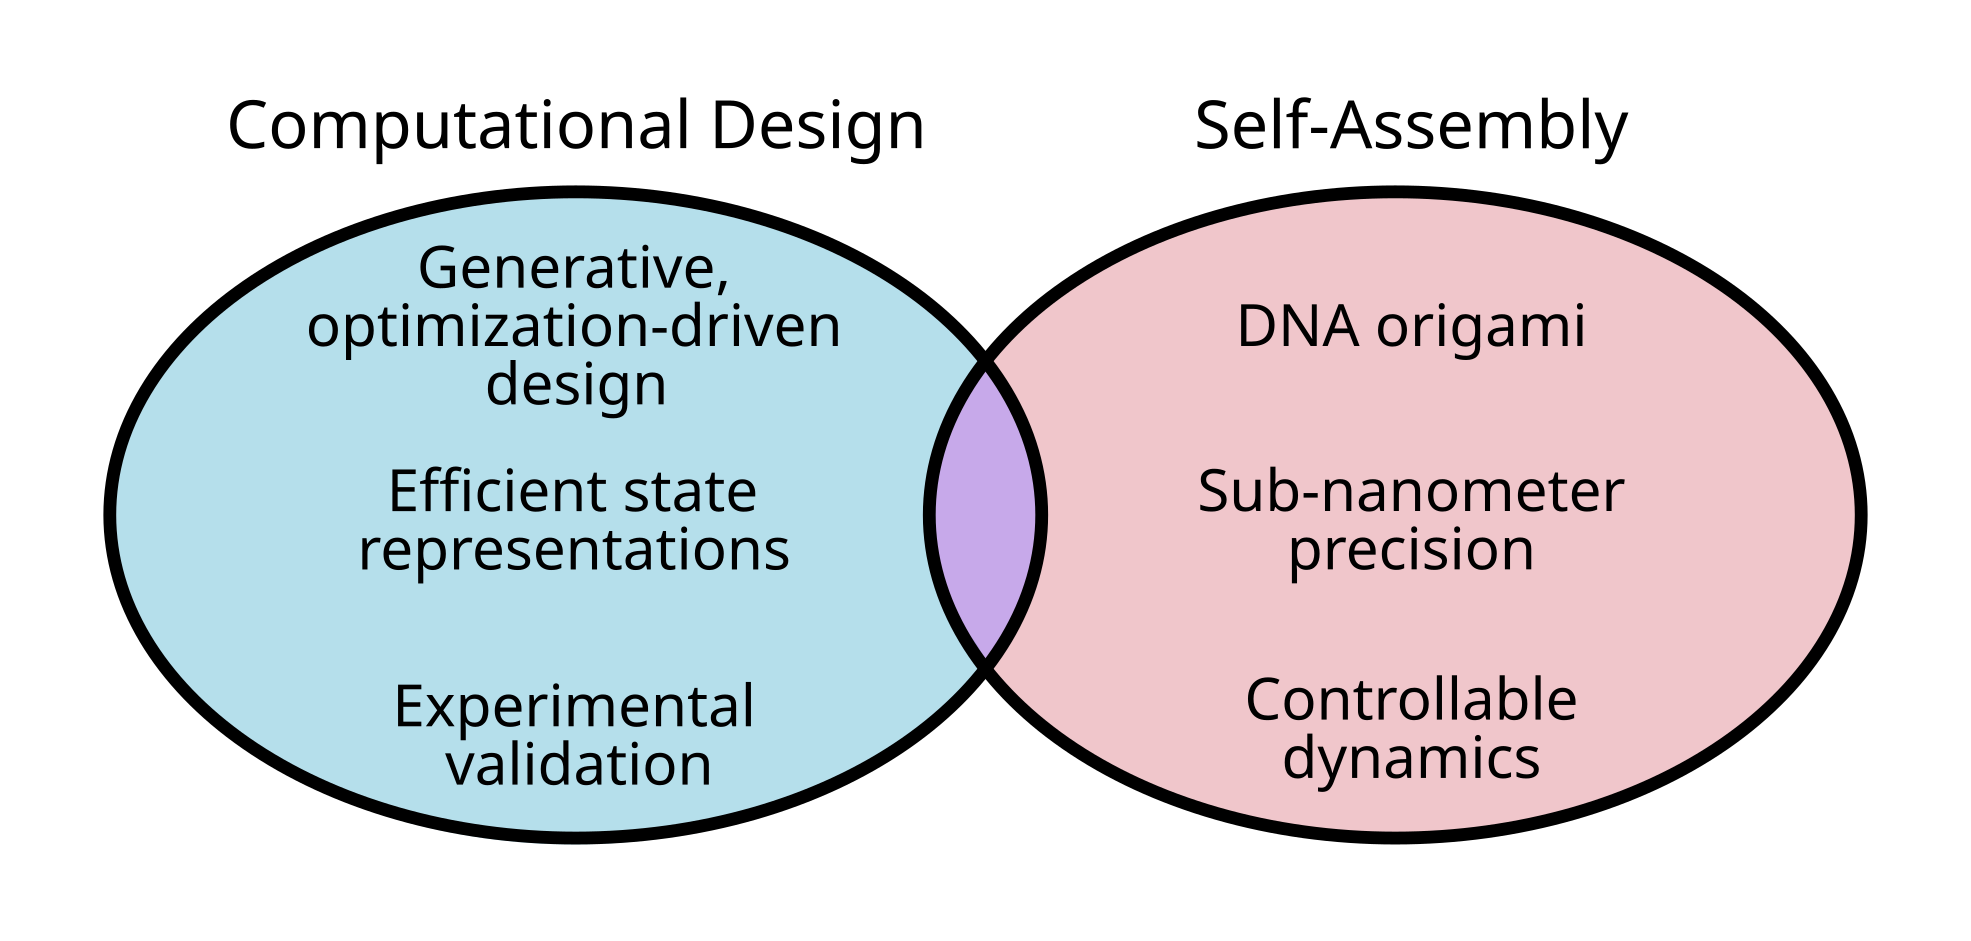 Computational Design
Self-Assembly
Generative,
optimization-driven
design
Efficient state
representations
Experimental
validation
DNA origami
Sub-nanometer
precision
Controllable
dynamics